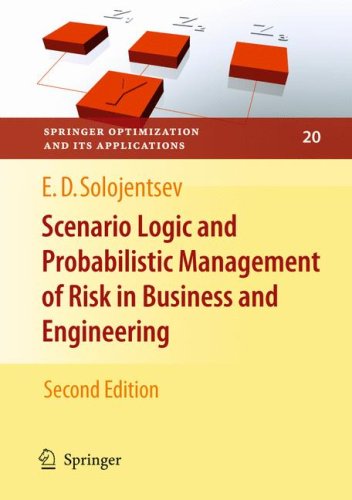 Z1 Z2 Z3
Y
SPRINGER OPTIMIZATION
AND ITS APPLICATIONS
20
E. D. Solojentsev
Scenario Logic and
Probabilistic Management
of Risk in Business and
Engineering
Second Edition
Springer